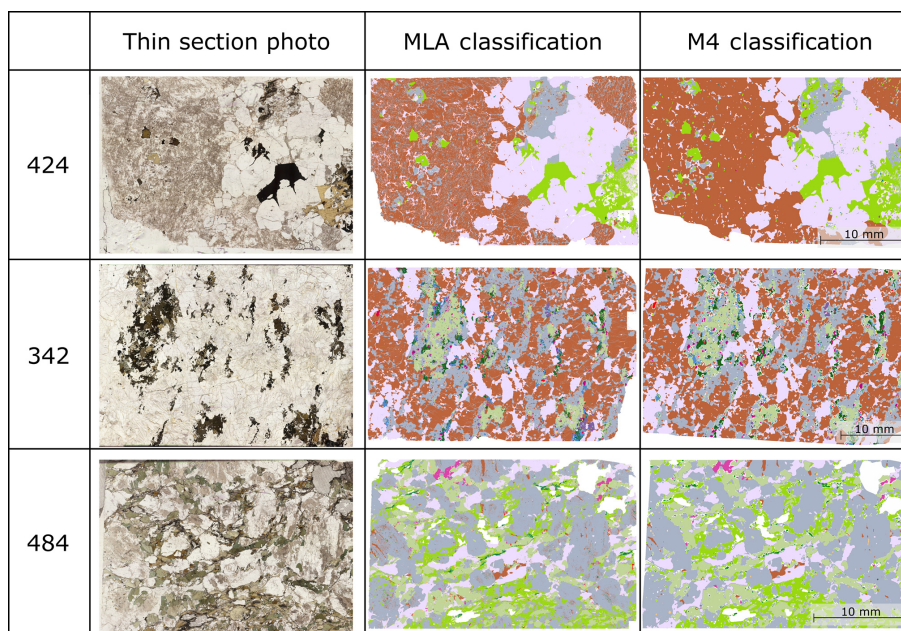 Thin section photo MLA classification M4 classification
424
10 mm
342
10 mm
484
10 mm